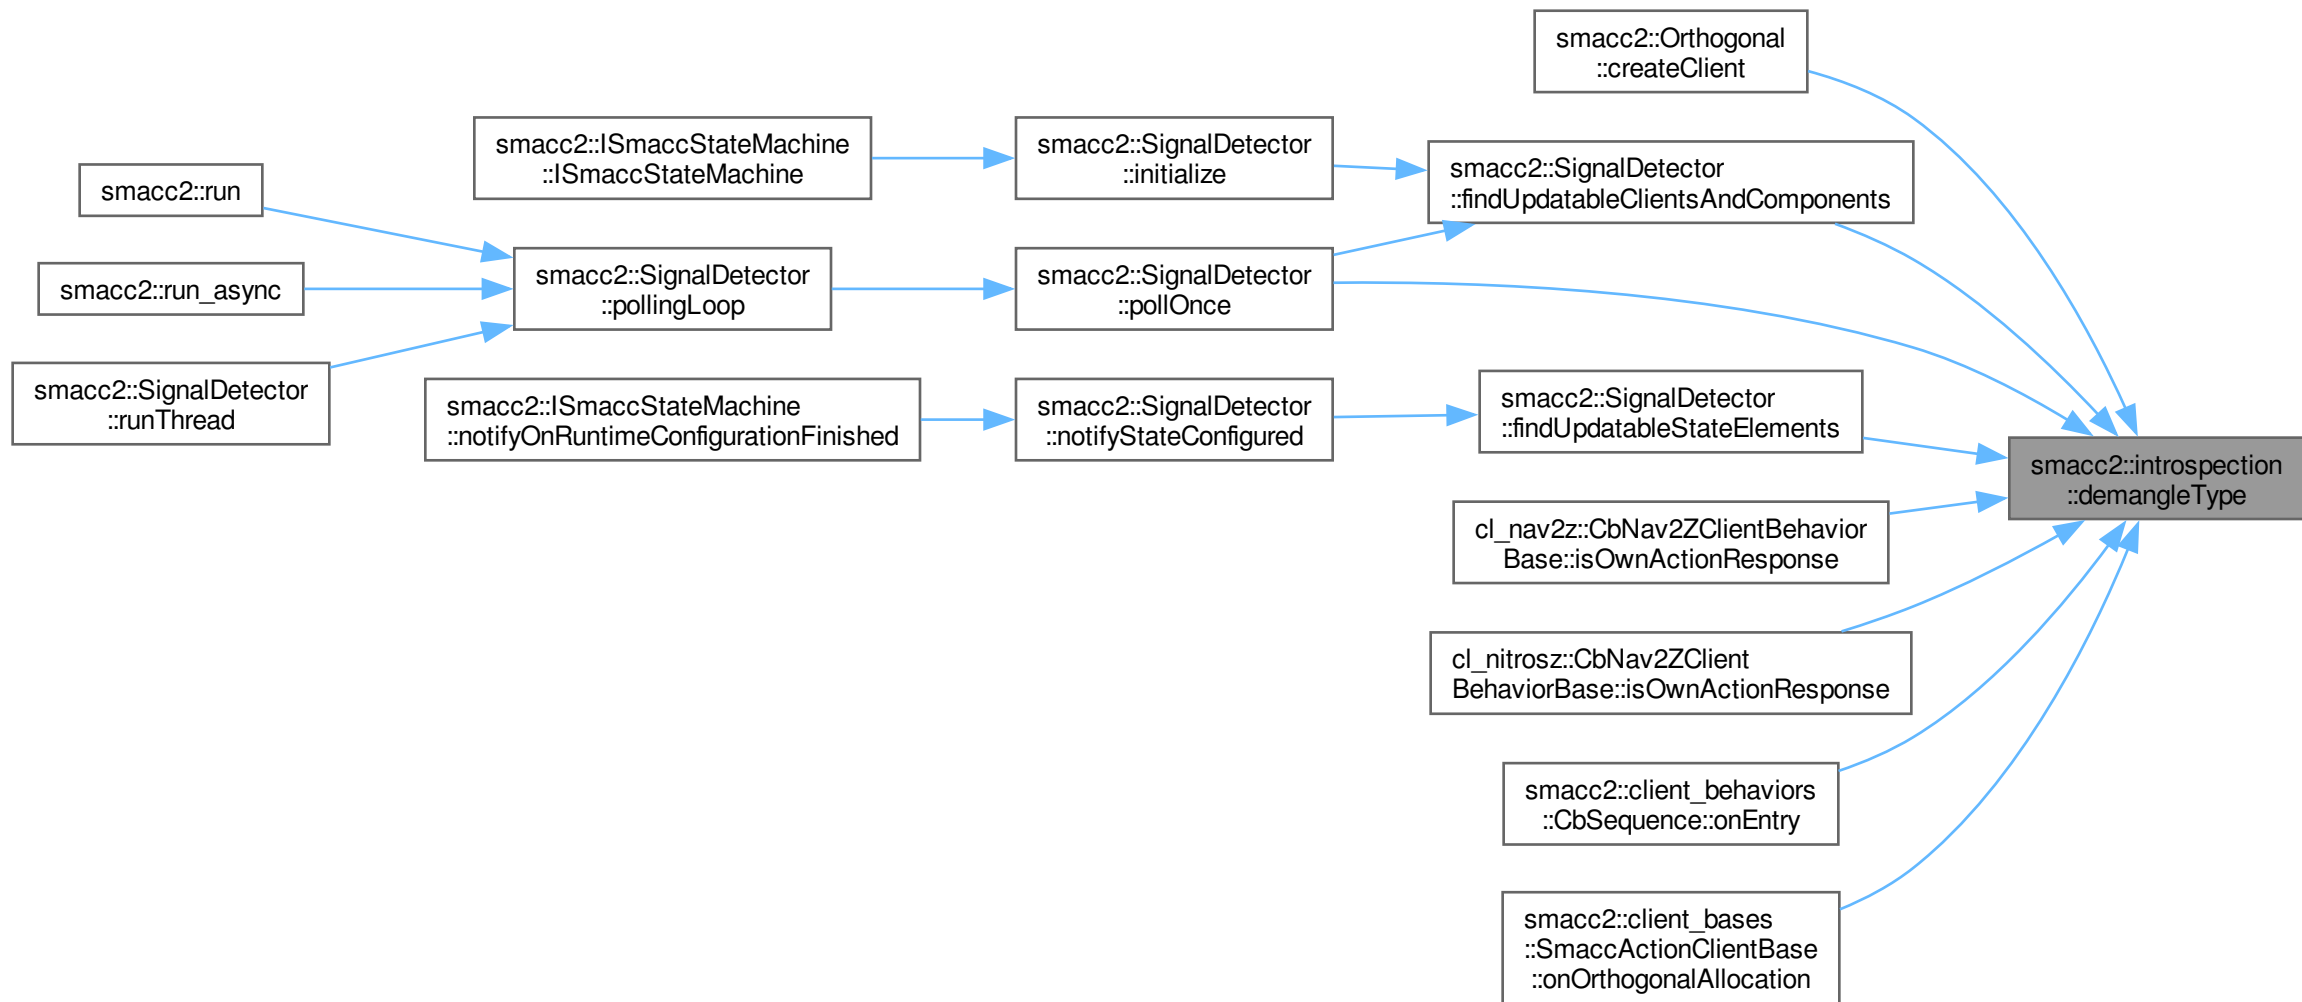 smacc2::Orthogonal
::createClient
smacc2::ISmaccStateMachine
::ISmaccStateMachine
smacc2::SignalDetector
::initialize
smacc2::SignalDetector
::findUpdatableClientsAndComponents
smacc2::run
smacc2::run_async
smacc2::SignalDetector
::runThread
smacc2::SignalDetector
::pollingLoop
smacc2::SignalDetector
::pollOnce
smacc2::ISmaccStateMachine
::notifyOnRuntimeConfigurationFinished
smacc2::SignalDetector
::notifyStateConfigured
smacc2::SignalDetector
::findUpdatableStateElements
smacc2::introspection
::demangleType
cl_nav2z::CbNav2ZClientBehavior
Base::isOwnActionResponse
cl_nitrosz::CbNav2ZClient
BehaviorBase::isOwnActionResponse
smacc2::client_behaviors
::CbSequence::onEntry
smacc2::client_bases
::SmaccActionClientBase
::onOrthogonalAllocation